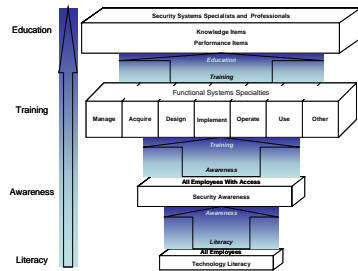 Security Systems Specialists and Professionals
Education
Knowledge Items
Performance Items
Education
Training
Functional Systems Specialties
Training
Manage Acquire Design Implement Operate Use Other
Training
Awareness
All Employees With Access
Awareness
Security Awareness
Awareness
Literacy
All Employees
Literacy
Technology Literacy